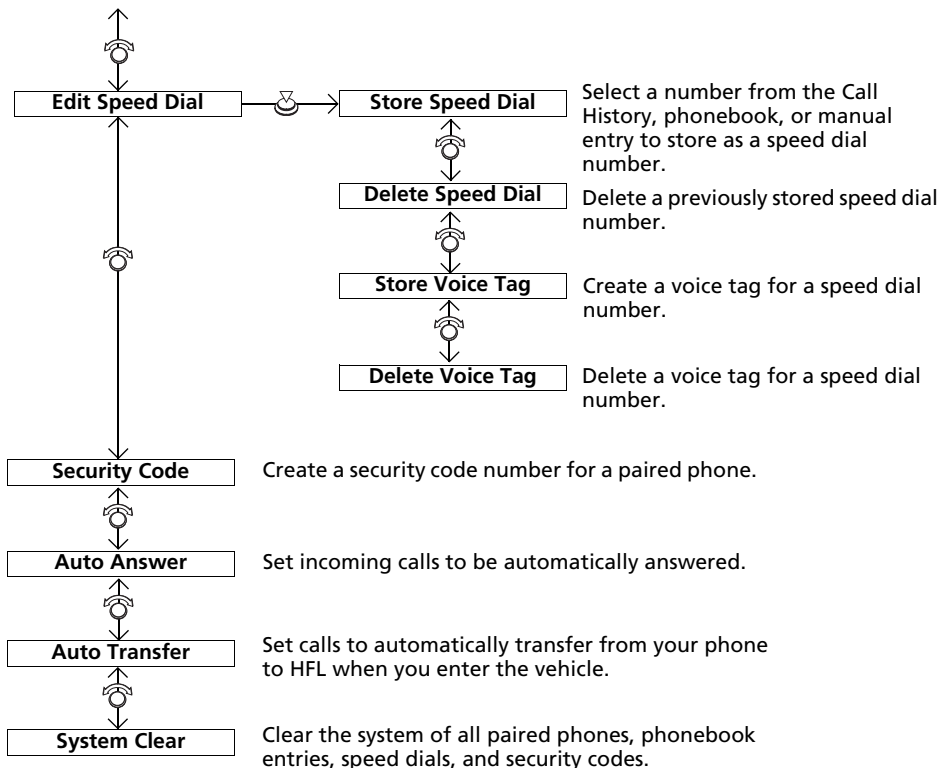 Edit Speed Dial
Store Speed Dial
Select a number from the Call
History, phonebook, or manual
entry to store as a speed dial
number.
Delete Speed Dial
Delete a previously stored speed dial
number.
Store Voice Tag
Create a voice tag for a speed dial
number.
Delete Voice Tag
Delete a voice tag for a speed dial
number.
Security Code
Create a security code number for a paired phone.
Auto Answer
Set incoming calls to be automatically answered.
Auto Transfer
Set calls to automatically transfer from your phone
to HFL when you enter the vehicle.
System Clear
Clear the system of all paired phones, phonebook
entries, speed dials, and security codes.